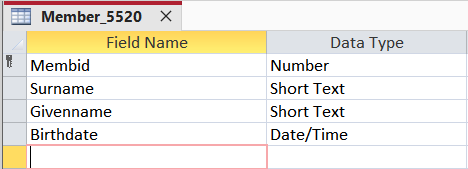 Member_5520
Field Name Data Type
Membid Number
Surname Short Text
Givenname Short Text
Birthdate Date/Time